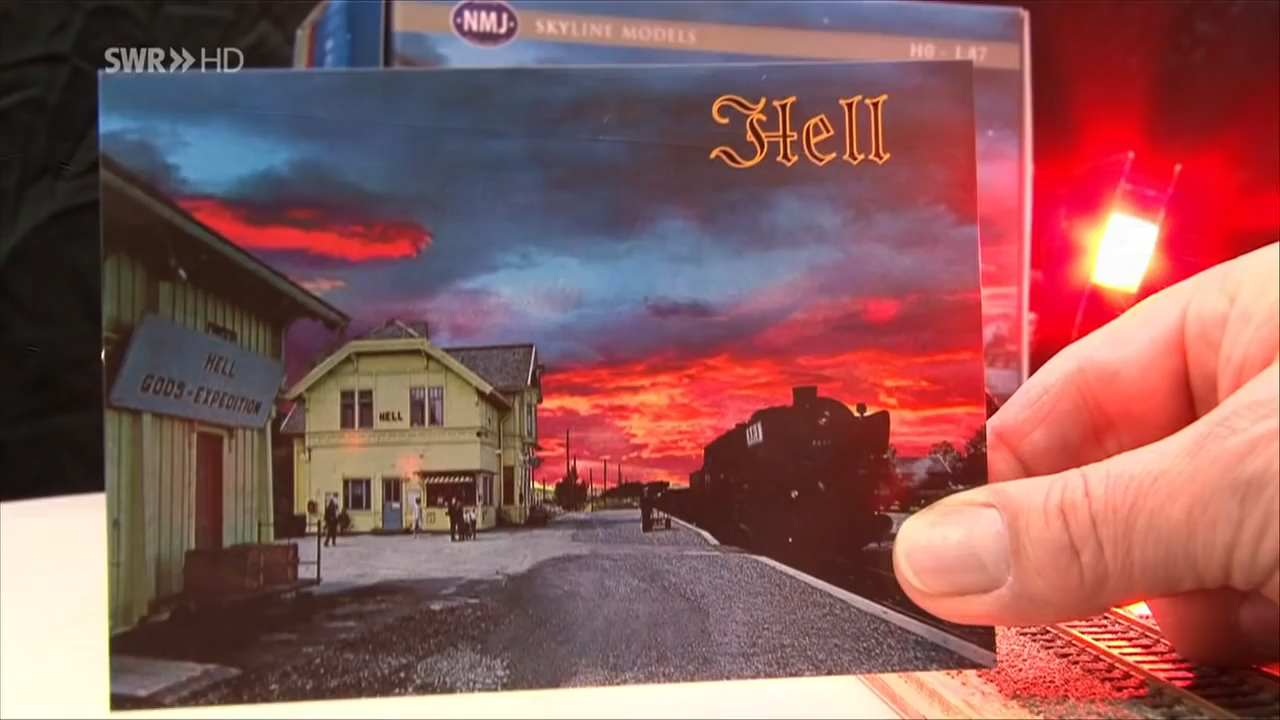 NMJ
SKYLINE MODELS
H0 - 1:87
SWR>>HD
Hell
HELL
GODS-EXPEDITION
HELL